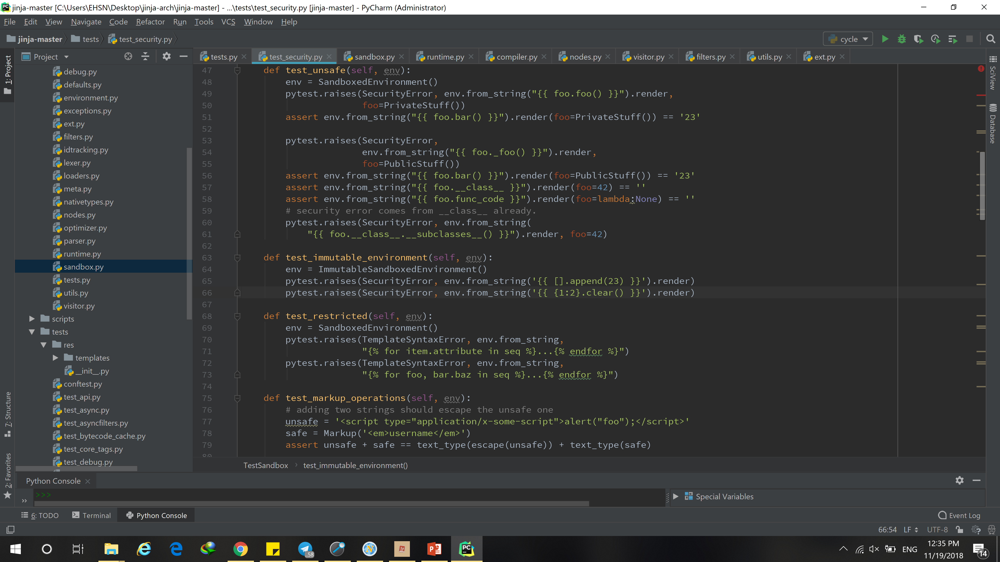 PC jinja-master [C:\Users\EHSN\Desktop\jinja-arch\jinja-master] - ...\tests\test_security.py [jinja-master] - PyCharm (Administrator)
File Edit View Navigate Code Refactor Run Tools VCS Window Help
jinja-master tests test_security.py cycle
1: Project
Project
tests.py test_security.py sandbox.py runtime.py compiler.py nodes.py visitor.py filters.py utils.py ext.py
debug.py
defaults.py
environment.py
exceptions.py
ext.py
filters.py
idtracking.py
lexer.py
loaders.py
meta.py
nativetypes.py
nodes.py
optimizer.py
parser.py
runtime.py
sandbox.py
tests.py
utils.py
visitor.py
scripts
tests
res
templates
__init__.py
conftest.py
test_api.py
test_async.py
test_asyncfilters.py
test_bytecode_cache.py
test_core_tags.py
test_debug.py
47 def test_unsafe(self, env):
48 env = SandboxedEnvironment()
49 pytest.raises(SecurityError, env.from_string("{{ foo.foo() }}").render,
50 foo=PrivateStuff())
51 assert env.from_string("{{ foo.bar() }}").render(foo=PrivateStuff()) == '23'
52
53 pytest.raises(SecurityError,
54 env.from_string("{{ foo._foo() }}").render,
55 foo=PublicStuff())
56 assert env.from_string("{{ foo.bar() }}").render(foo=PublicStuff()) == '23'
57 assert env.from_string("{{ foo.__class__ }}").render(foo=42) == ''
58 assert env.from_string("{{ foo.func_code }}").render(foo=lambda:None) == ''
59 # security error comes from __class__ already.
60 pytest.raises(SecurityError, env.from_string(
61 "{{ foo.__class__.__subclasses__() }}").render, foo=42)
62
63 def test_immutable_environment(self, env):
64 env = ImmutableSandboxedEnvironment()
65 pytest.raises(SecurityError, env.from_string('{{ [].append(23) }}').render)
66 pytest.raises(SecurityError, env.from_string('{{ {1:2}.clear() }}').render)
67
68 def test_restricted(self, env):
69 env = SandboxedEnvironment()
70 pytest.raises(TemplateSyntaxError, env.from_string,
71 "{% for item.attribute in seq %}...{% endfor %}")
72 pytest.raises(TemplateSyntaxError, env.from_string,
73 "{% for foo, bar.baz in seq %}...{% endfor %}")
74
75 def test_markup_operations(self, env):
76 # adding two strings should escape the unsafe one
77 unsafe = '<script type="application/x-some-script">alert("foo");</script>'
78 safe = Markup('<em>username</em>')
79 assert unsafe + safe == text_type(escape(unsafe)) + text_type(safe)
80
TestSandbox › test_immutable_environment()
SciView
Database
7: Structure
2: Favorites
Python Console
>>>
Special Variables
6: TODO Terminal Python Console Event Log
66:54 LF UTF-8
..58
PC
ENG
12:35 PM
11/19/2018
14